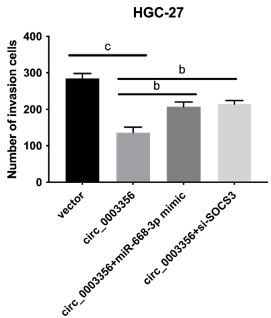 HGC-27
Number of invasion cells
400
300
200
100
0
c
b
b
vector
circ_0003356
circ_0003356+miR-668-3p mimic
circ_0003356+si-SOCS3